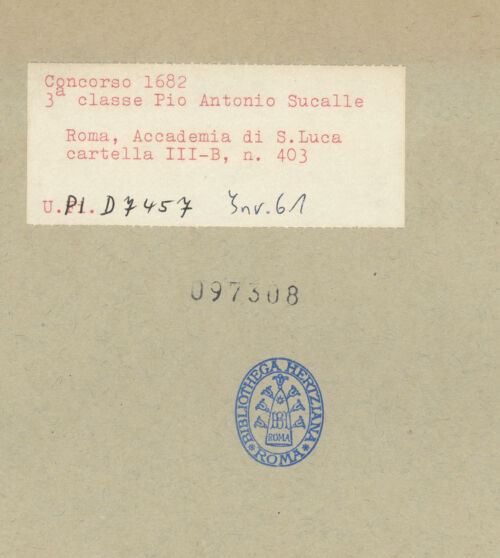 Concorso 1682
3ª classe Pio Antonio Sucalle
Roma, Accademia di S.Luca
cartella III-B, n. 403
U.Pl. D 7457 Inv. 61
097308
BIBLIOTHECA HERTZIANA
ROMA
ROMA